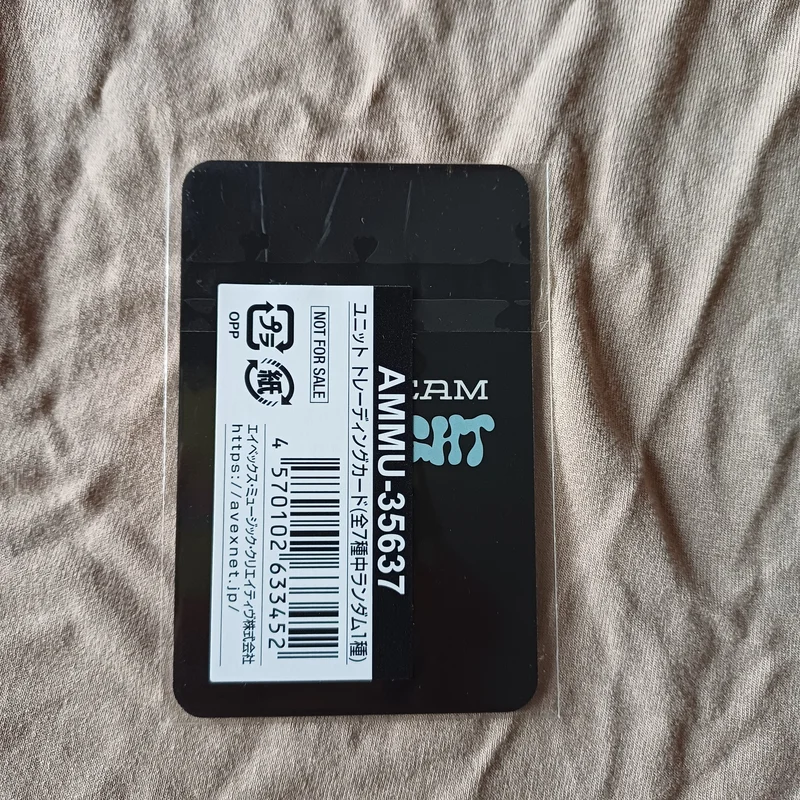 AMMU-35637
ユニット トレーディングカード(全7種中ランダム1種)
NOT FOR SALE
プラ
紙
OPP
4 570102 633452
エイベックス・ミュージック・クリエイティヴ株式会社
https://avexnet.jp/
EAM